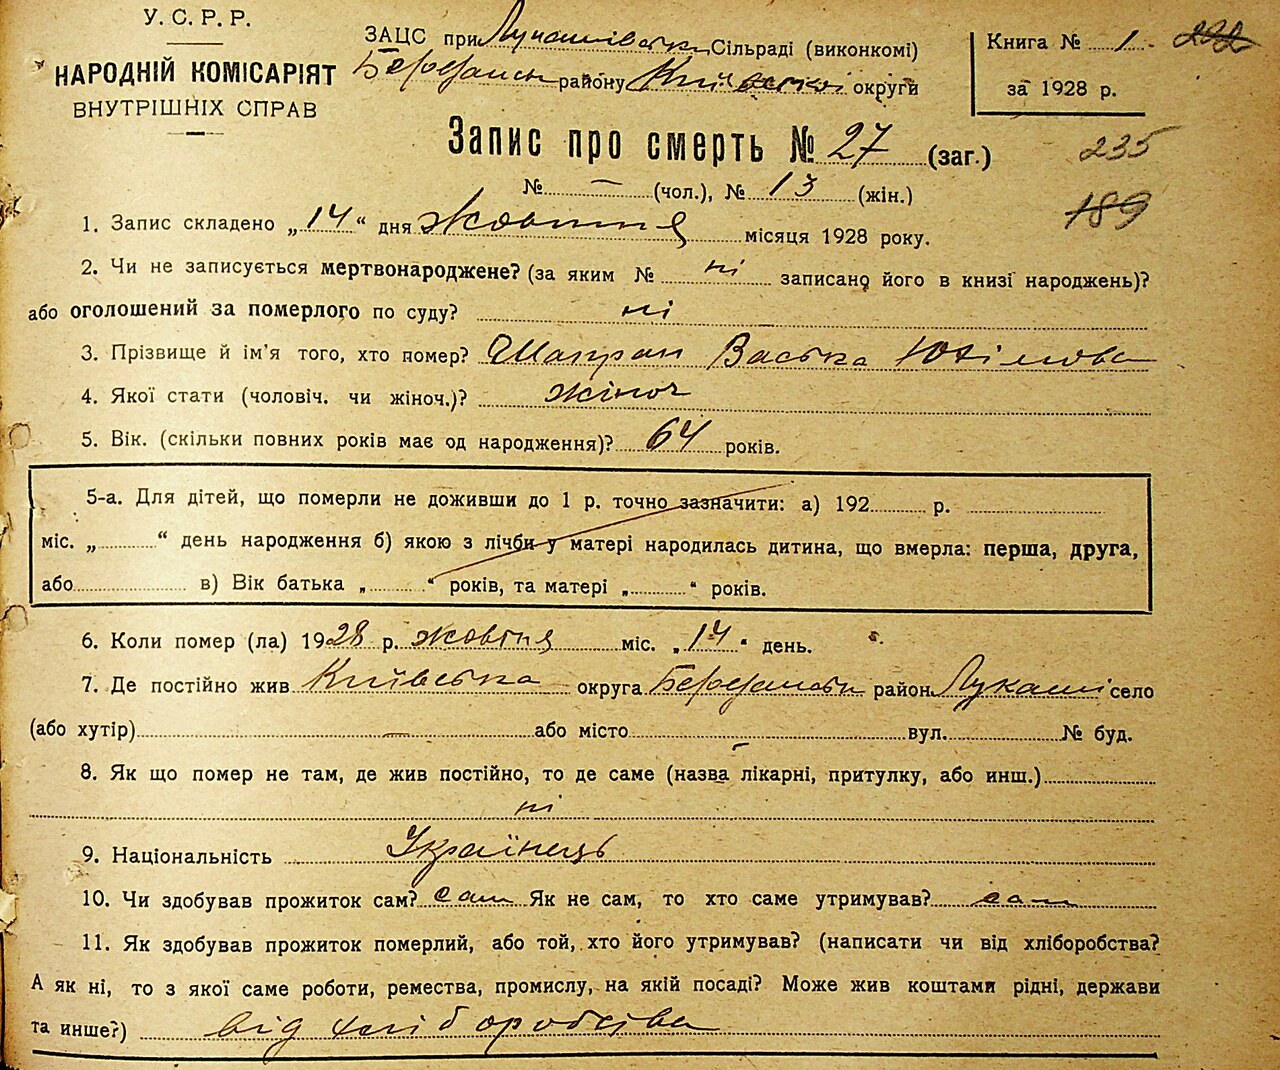 У. С. Р. Р.
НАРОДНІЙ КОМІСАРІЯТ
ВНУТРІШНІХ СПРАВ
ЗАЦС при Лукашівській Сільраді (виконкомі)
Березансь району Київської округи
Книга № 1. 232
за 1928 р.
Запис про смерть № 27 (заг.)
235
№ — (чол.), № 13 (жін.)
189
1. Запис складено „14“ дня Жовтня місяця 1928 року.
2. Чи не записується мертвонароджене? (за яким № ні записано його в книзі народжень)?
або оголошений за померлого по суду? ні
3. Прізвище й ім'я того, хто помер? Шапран Васька
4. Якої стати (чоловіч. чи жіноч.)? жіноч
5. Вік. (скільки повних років має од народження)? 64 років.
5-а. Для дітей, що померли не доживши до 1 р. точно зазначити: а) 192 р.
міс. „ “ день народження б) якою з лічби у матері народилась дитина, що вмерла: перша, друга,
або в) Вік батька „ “ років, та матері „ “ років.
6. Коли помер (ла) 1928 р. жовтня міс. „14“ день.
7. Де постійно жив Київська округа Березанськ район Лукаші село
(або хутір) — або місто вул. № буд.
8. Як що помер не там, де жив постійно, то де саме (назва лікарні, притулку, або инш.)
ні
9. Національність Українець
10. Чи здобував прожиток сам? сам Як не сам, то хто саме утримував? сам
11. Як здобував прожиток померлий, або той, хто його утримував? (написати чи від хліборобства?
А як ні, то з якої саме роботи, ремества, промислу, на якій посаді? Може жив коштами рідні, держави
та инше?) від хліборобства